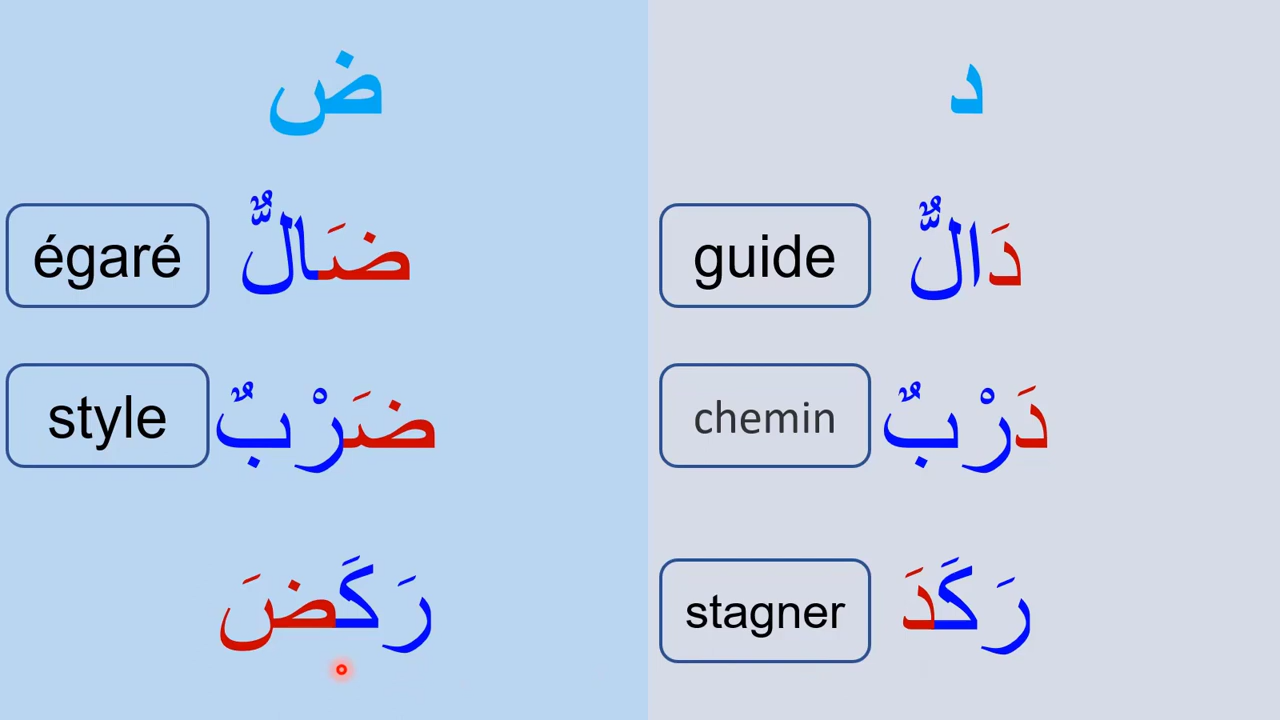 د
ض
دَالٌّ guide
ضَالٌّ égaré
دَرْبٌ chemin
ضَرْبٌ style
رَكَدَ stagner
رَكَضَ